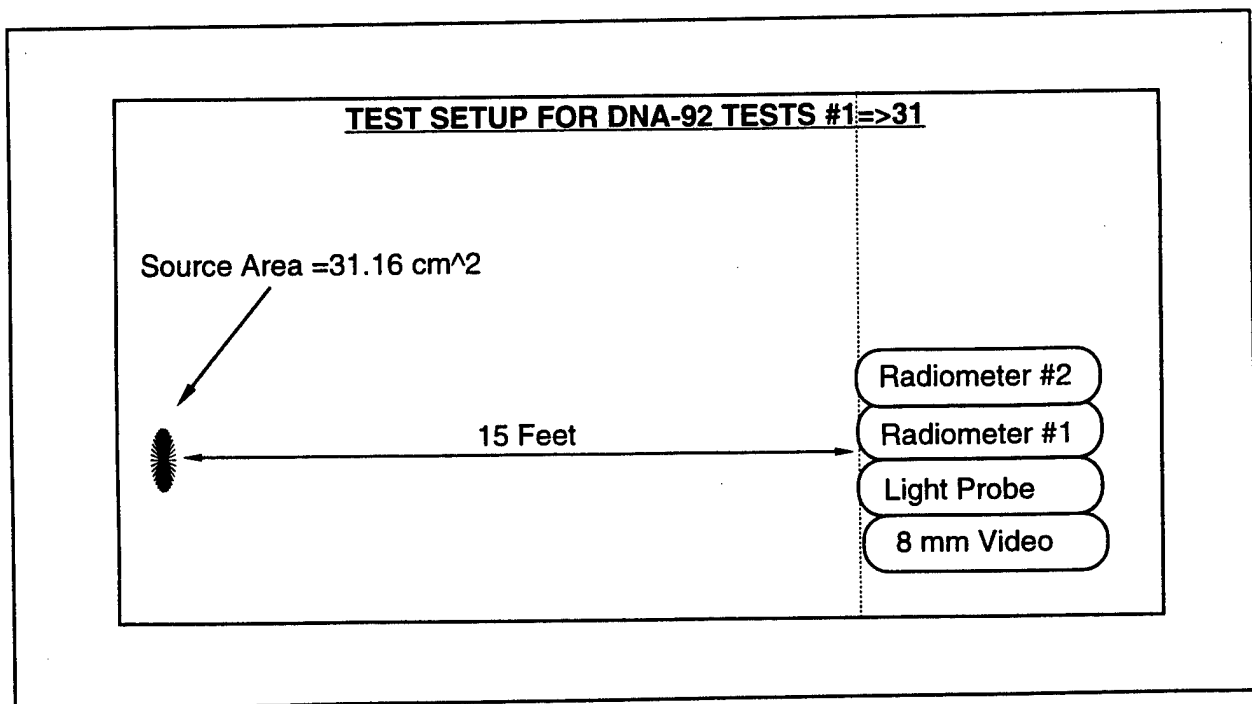 TEST SETUP FOR DNA-92 TESTS #1=>31
Source Area =31.16 cm^2
15 Feet
Radiometer #2
Radiometer #1
Light Probe
8 mm Video